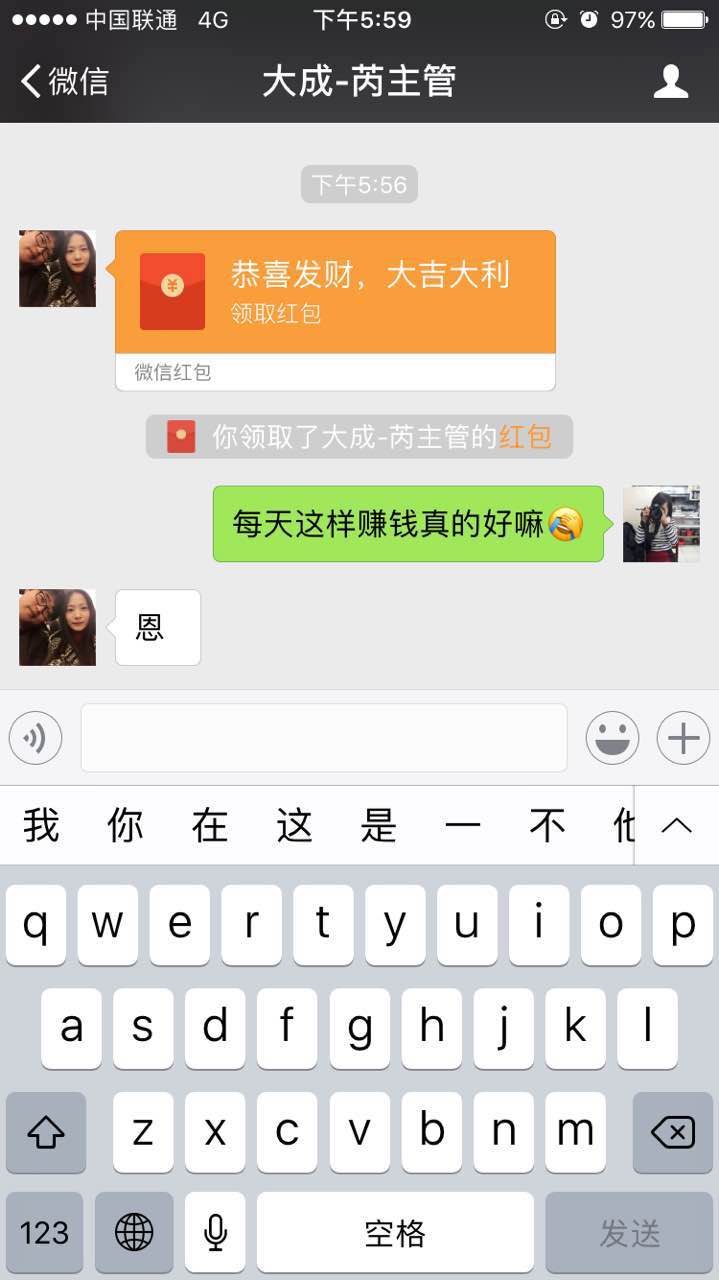 中国联通 4G 下午5:59 97%
微信 大成-芮主管
下午5:56
恭喜发财，大吉大利
领取红包
微信红包
你领取了大成-芮主管的红包
每天这样赚钱真的好嘛😂
恩
我 你 在 这 是 一 不 他
q w e r t y u i o p
a s d f g h j k l
z x c v b n m
123 空格 发送